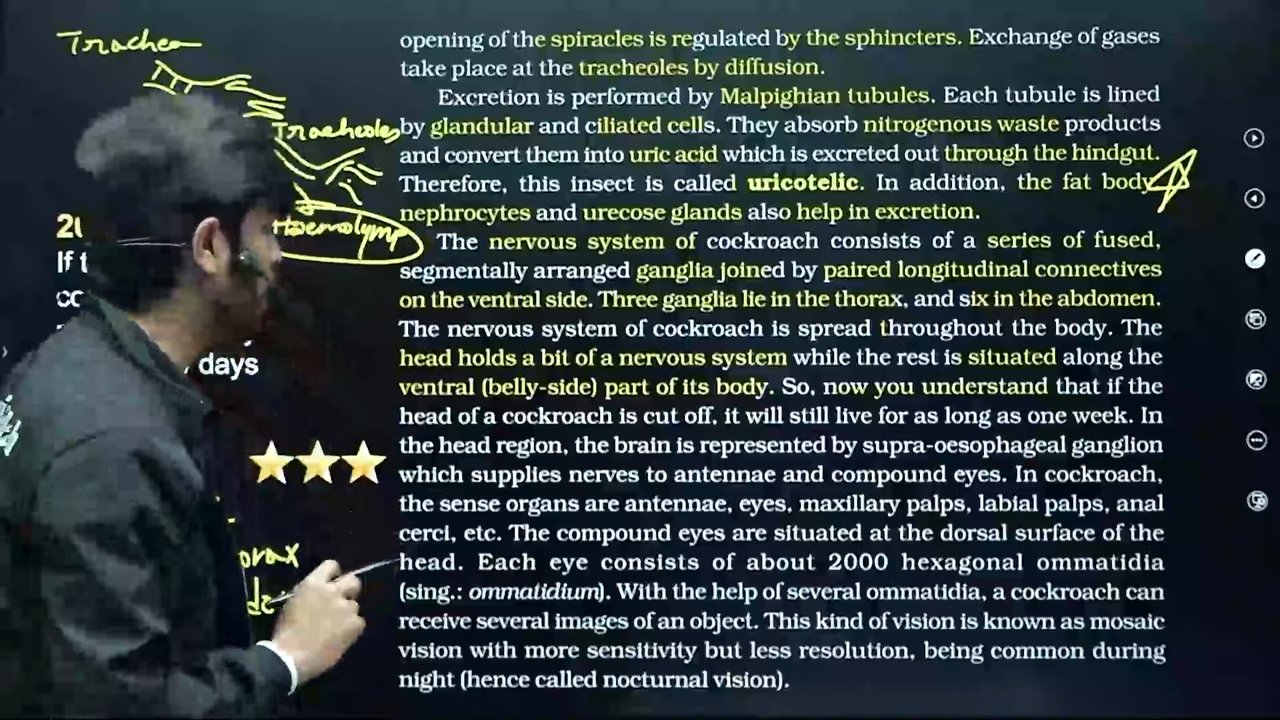 Trachea
Tracheoles
Haemolymp
2
If t
co
days
orax
opening of the spiracles is regulated by the sphincters. Exchange of gases
take place at the tracheoles by diffusion.
Excretion is performed by Malpighian tubules. Each tubule is lined
by glandular and ciliated cells. They absorb nitrogenous waste products
and convert them into uric acid which is excreted out through the hindgut.
Therefore, this insect is called uricotelic. In addition, the fat body
nephrocytes and urecose glands also help in excretion.
The nervous system of cockroach consists of a series of fused,
segmentally arranged ganglia joined by paired longitudinal connectives
on the ventral side. Three ganglia lie in the thorax, and six in the abdomen.
The nervous system of cockroach is spread throughout the body. The
head holds a bit of a nervous system while the rest is situated along the
ventral (belly-side) part of its body. So, now you understand that if the
head of a cockroach is cut off, it will still live for as long as one week. In
the head region, the brain is represented by supra-oesophageal ganglion
which supplies nerves to antennae and compound eyes. In cockroach,
the sense organs are antennae, eyes, maxillary palps, labial palps, anal
cerci, etc. The compound eyes are situated at the dorsal surface of the
head. Each eye consists of about 2000 hexagonal ommatidia
(sing.: ommatidium). With the help of several ommatidia, a cockroach can
receive several images of an object. This kind of vision is known as mosaic
vision with more sensitivity but less resolution, being common during
night (hence called nocturnal vision).